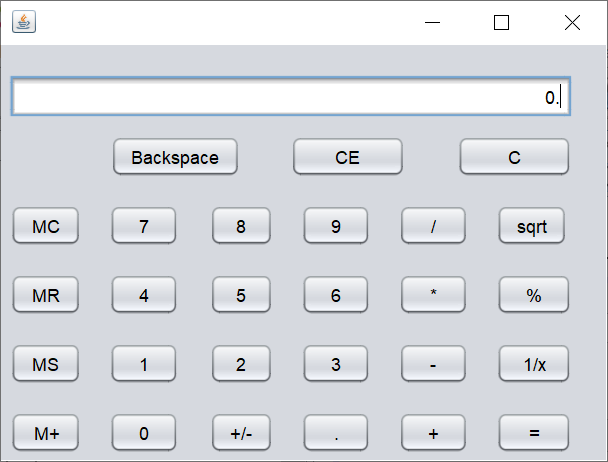 0.
Backspace CE C
MC 7 8 9 / sqrt
MR 4 5 6 * %
MS 1 2 3 - 1/x
M+ 0 +/- . + =